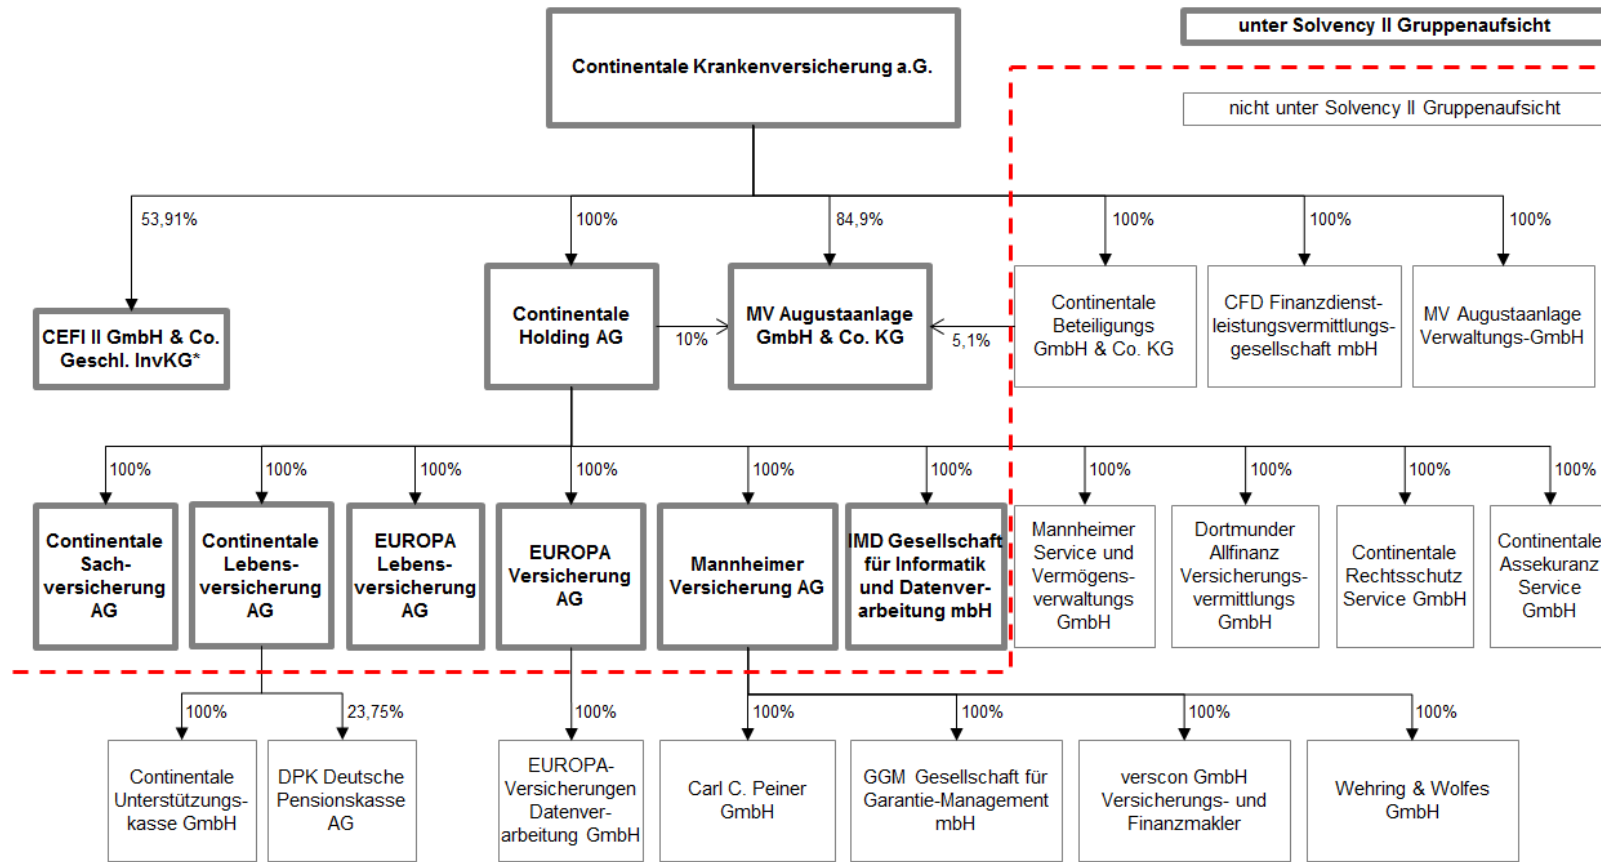 unter Solvency II Gruppenaufsicht
Continentale Krankenversicherung a.G.
nicht unter Solvency II Gruppenaufsicht
53,91%
100%
84,9%
100%
100%
100%
CEFI II GmbH & Co.
Geschl. InvKG*
Continentale
Holding AG
10%
MV Augustaanlage
GmbH & Co. KG
5,1%
Continentale
Beteiligungs
GmbH & Co. KG
CFD Finanzdienst-
leistungsvermittlungs-
gesellschaft mbH
MV Augustaanlage
Verwaltungs-GmbH
100%
100%
100%
100%
100%
100%
100%
100%
100%
100%
Continentale
Sach-
versicherung
AG
Continentale
Lebens-
versicherung
AG
EUROPA
Lebens-
versicherung
AG
EUROPA
Versicherung
AG
Mannheimer
Versicherung AG
IMD Gesellschaft
für Informatik
und Datenver-
arbeitung mbH
Mannheimer
Service und
Vermögens-
verwaltungs
GmbH
Dortmunder
Allfinanz
Versicherungs-
vermittlungs
GmbH
Continentale
Rechtsschutz
Service GmbH
Continentale
Assekuranz
Service
GmbH
100%
23,75%
100%
100%
100%
100%
100%
Continentale
Unterstützungs-
kasse GmbH
DPK Deutsche
Pensionskasse
AG
EUROPA-
Versicherungen
Datenver-
arbeitung GmbH
Carl C. Peiner
GmbH
GGM Gesellschaft für
Garantie-Management
mbH
verscon GmbH
Versicherungs- und
Finanzmakler
Wehring & Wolfes
GmbH